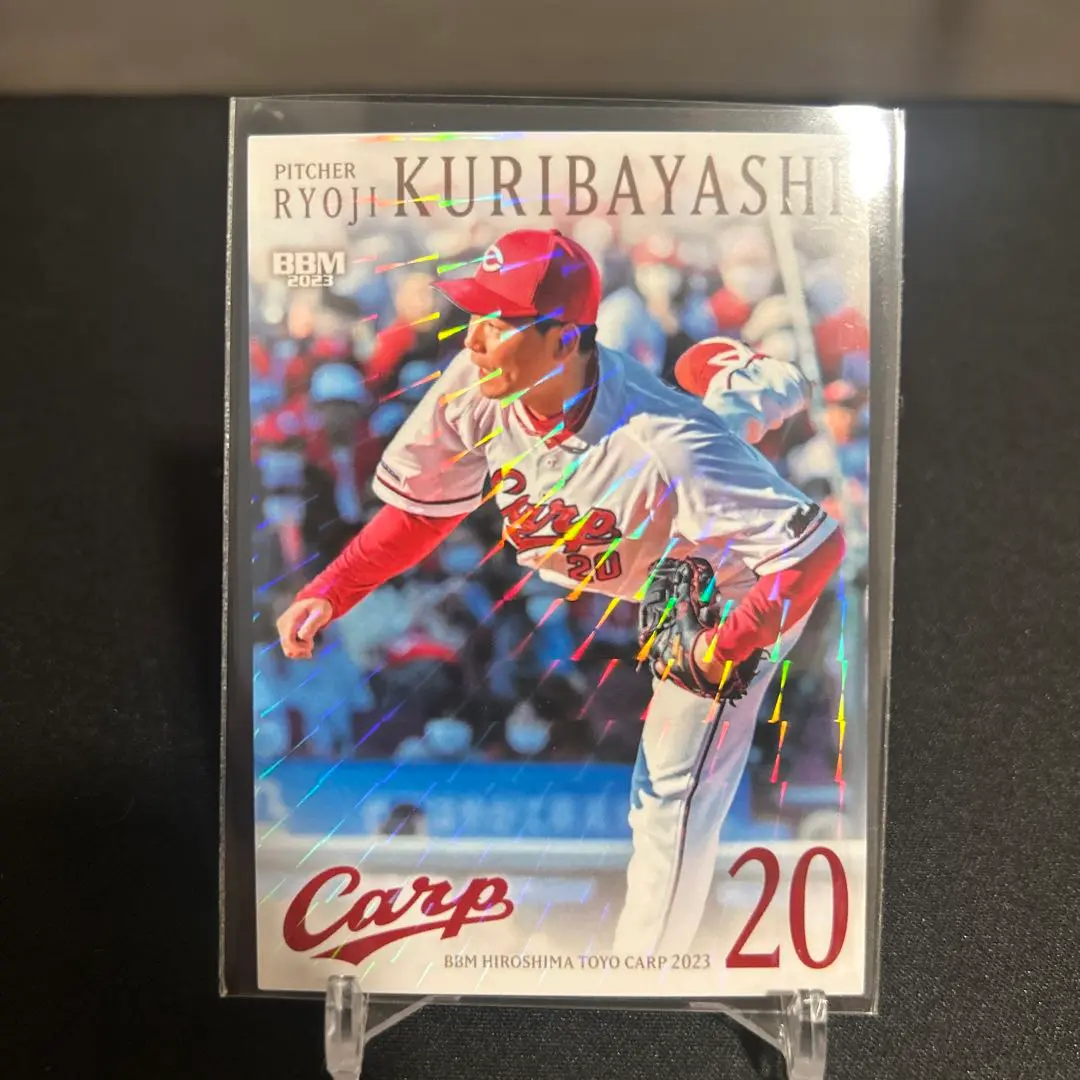 PITCHER
RYOJI KURIBAYASHI
BBM
2023
C
Carp
20
Carp
20
BBM HIROSHIMA TOYO CARP 2023